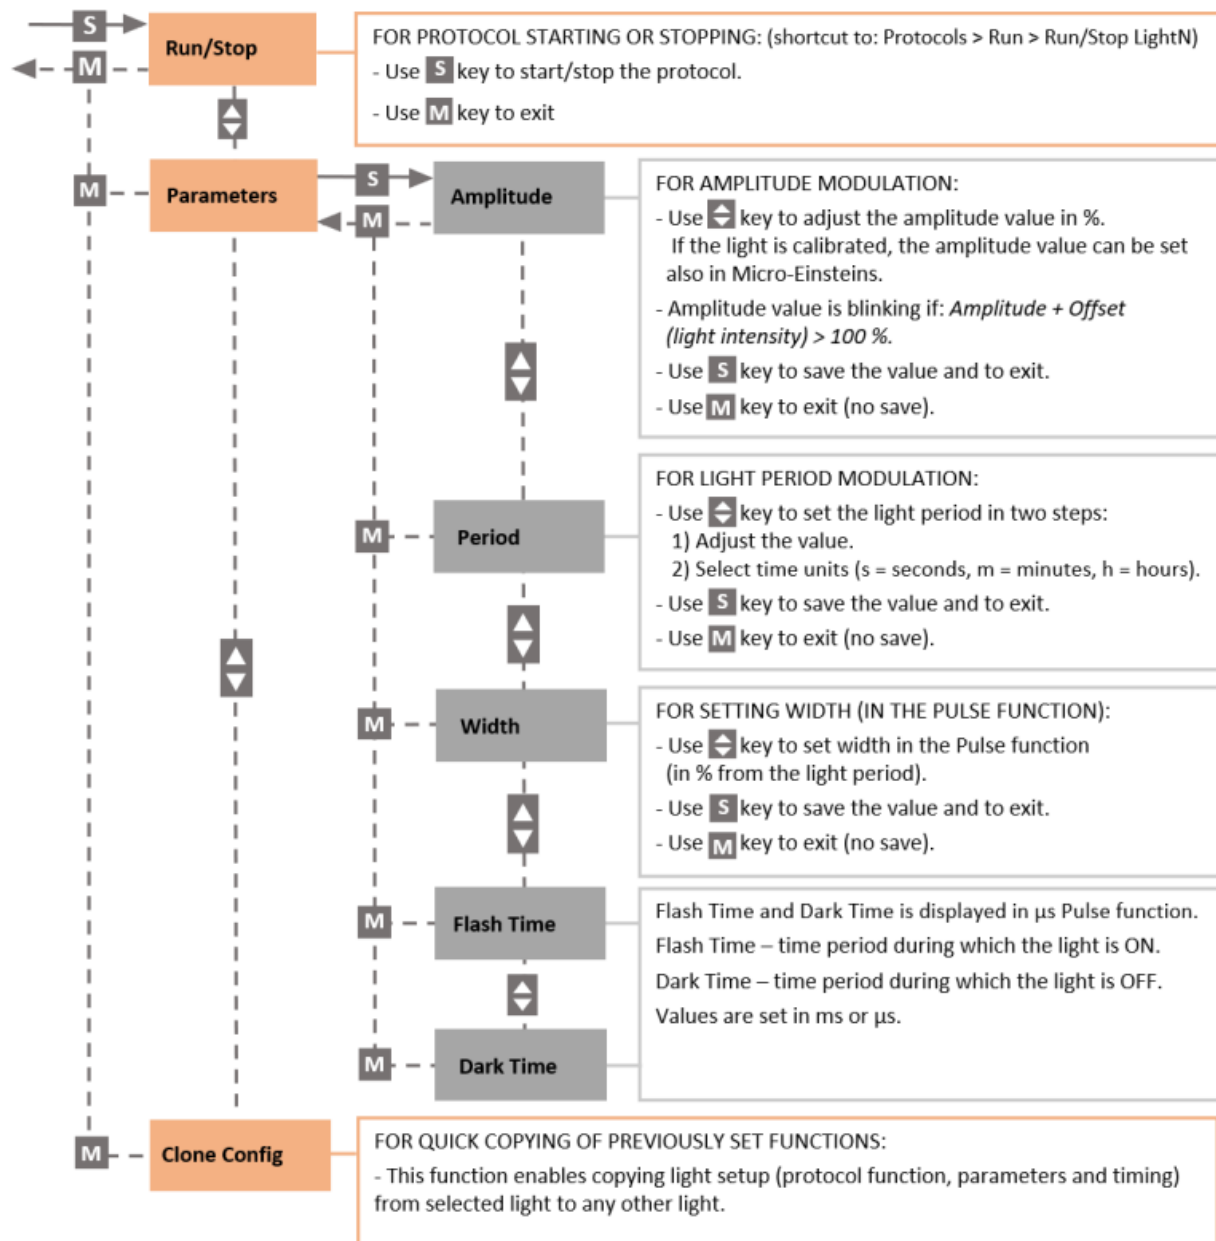 S
Run/Stop
M
FOR PROTOCOL STARTING OR STOPPING: (shortcut to: Protocols > Run > Run/Stop LightN)
- Use S key to start/stop the protocol.
- Use M key to exit
M
Parameters
S
M
Amplitude
FOR AMPLITUDE MODULATION:
- Use key to adjust the amplitude value in %.
If the light is calibrated, the amplitude value can be set
also in Micro-Einsteins.
- Amplitude value is blinking if: Amplitude + Offset
(light intensity) > 100 %.
- Use S key to save the value and to exit.
- Use M key to exit (no save).
M
Period
FOR LIGHT PERIOD MODULATION:
- Use key to set the light period in two steps:
1) Adjust the value.
2) Select time units (s = seconds, m = minutes, h = hours).
- Use S key to save the value and to exit.
- Use M key to exit (no save).
M
Width
FOR SETTING WIDTH (IN THE PULSE FUNCTION):
- Use key to set width in the Pulse function
(in % from the light period).
- Use S key to save the value and to exit.
- Use M key to exit (no save).
M
Flash Time
Flash Time and Dark Time is displayed in µs Pulse function.
Flash Time – time period during which the light is ON.
Dark Time – time period during which the light is OFF.
Values are set in ms or µs.
M
Dark Time
M
Clone Config
FOR QUICK COPYING OF PREVIOUSLY SET FUNCTIONS:
- This function enables copying light setup (protocol function, parameters and timing)
from selected light to any other light.